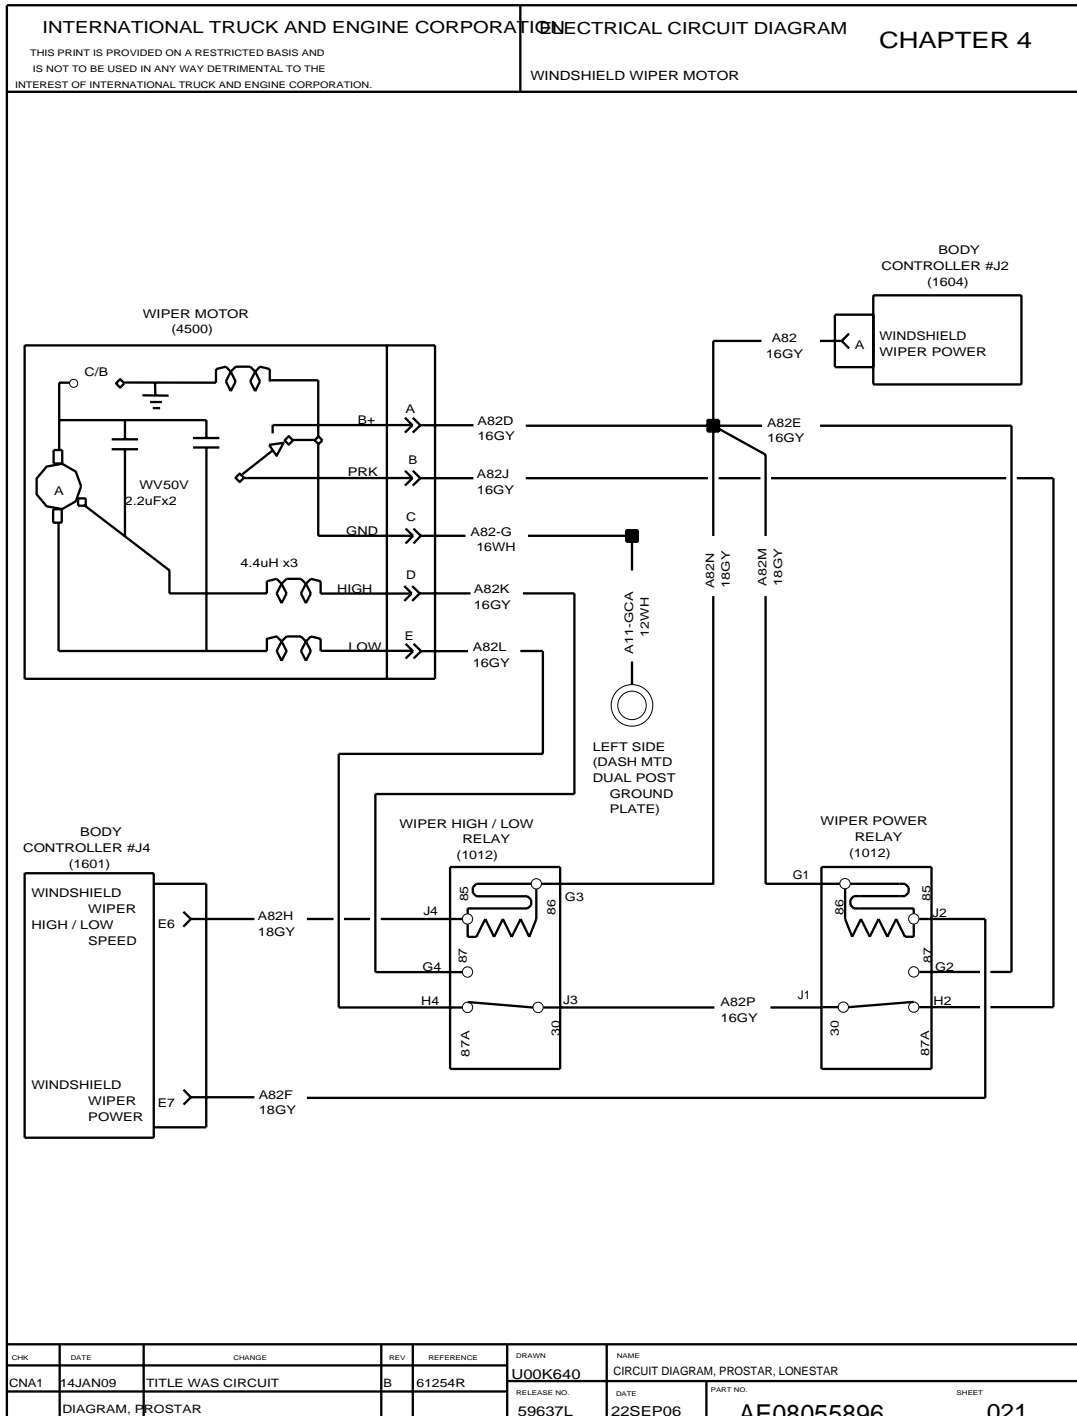 INTERNATIONAL TRUCK AND ENGINE CORPORATION
ELECTRICAL CIRCUIT DIAGRAM
CHAPTER 4
THIS PRINT IS PROVIDED ON A RESTRICTED BASIS AND
IS NOT TO BE USED IN ANY WAY DETRIMENTAL TO THE
INTEREST OF INTERNATIONAL TRUCK AND ENGINE CORPORATION.
WINDSHIELD WIPER MOTOR
BODY
CONTROLLER #J2
(1604)
A
WINDSHIELD
WIPER POWER
A82
16GY
WIPER MOTOR
(4500)
C/B
A
WV50V
2.2uFx2
4.4uH x3
B+
A
A82D
16GY
A82E
16GY
PRK
B
A82J
16GY
GND
C
A82-G
16WH
HIGH
D
A82K
16GY
LOW
E
A82L
16GY
A11-GCA
12WH
A82N
18GY
A82M
18GY
LEFT SIDE
(DASH MTD
DUAL POST
GROUND
PLATE)
BODY
CONTROLLER #J4
(1601)
WINDSHIELD
WIPER
HIGH / LOW
SPEED
E6
A82H
18GY
WINDSHIELD
WIPER
POWER
E7
A82F
18GY
WIPER HIGH / LOW
RELAY
(1012)
85
86
G3
J4
87
G4
H4
J3
87A
30
A82P
16GY
WIPER POWER
RELAY
(1012)
G1
86
85
J2
87
G2
J1
H2
30
87A
CHK
DATE
CHANGE
REV
REFERENCE
DRAWN
NAME
CNA1
14JAN09
TITLE WAS CIRCUIT
B
61254R
U00K640
CIRCUIT DIAGRAM, PROSTAR, LONESTAR
DIAGRAM, PROSTAR
RELEASE NO.
59637L
DATE
22SEP06
PART NO.
AE08055896
SHEET
021